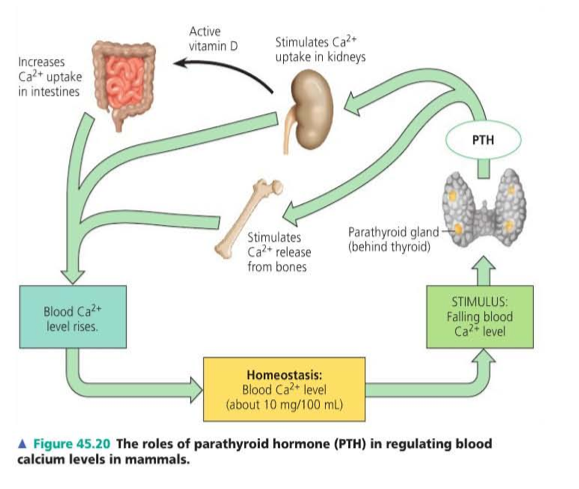 Active
vitamin D
Stimulates Ca²⁺
uptake in kidneys
Increases
Ca²⁺ uptake
in intestines
PTH
Parathyroid gland
(behind thyroid)
Stimulates
Ca²⁺ release
from bones
Blood Ca²⁺
level rises.
STIMULUS:
Falling blood
Ca²⁺ level
Homeostasis:
Blood Ca²⁺ level
(about 10 mg/100 mL)
▲ Figure 45.20 The roles of parathyroid hormone (PTH) in regulating blood
calcium levels in mammals.